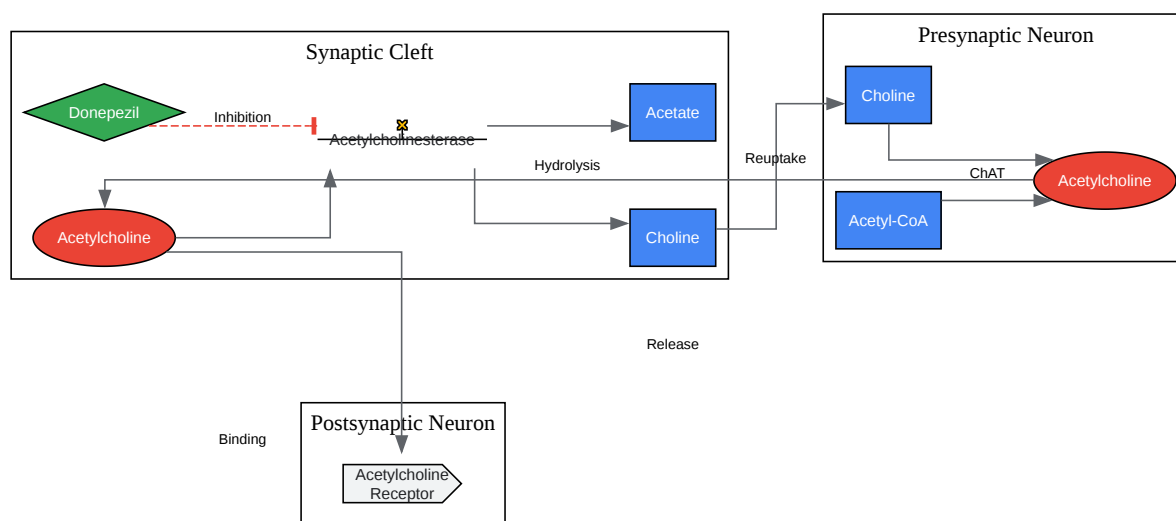 Synaptic Cleft
Presynaptic Neuron
Donepezil
Inhibition
Acetylcholinesterase
Acetate
Choline
Hydrolysis
Reuptake
ChAT
Acetylcholine
Acetyl-CoA
Acetylcholine
Choline
Release
Postsynaptic Neuron
Binding
Acetylcholine
Receptor